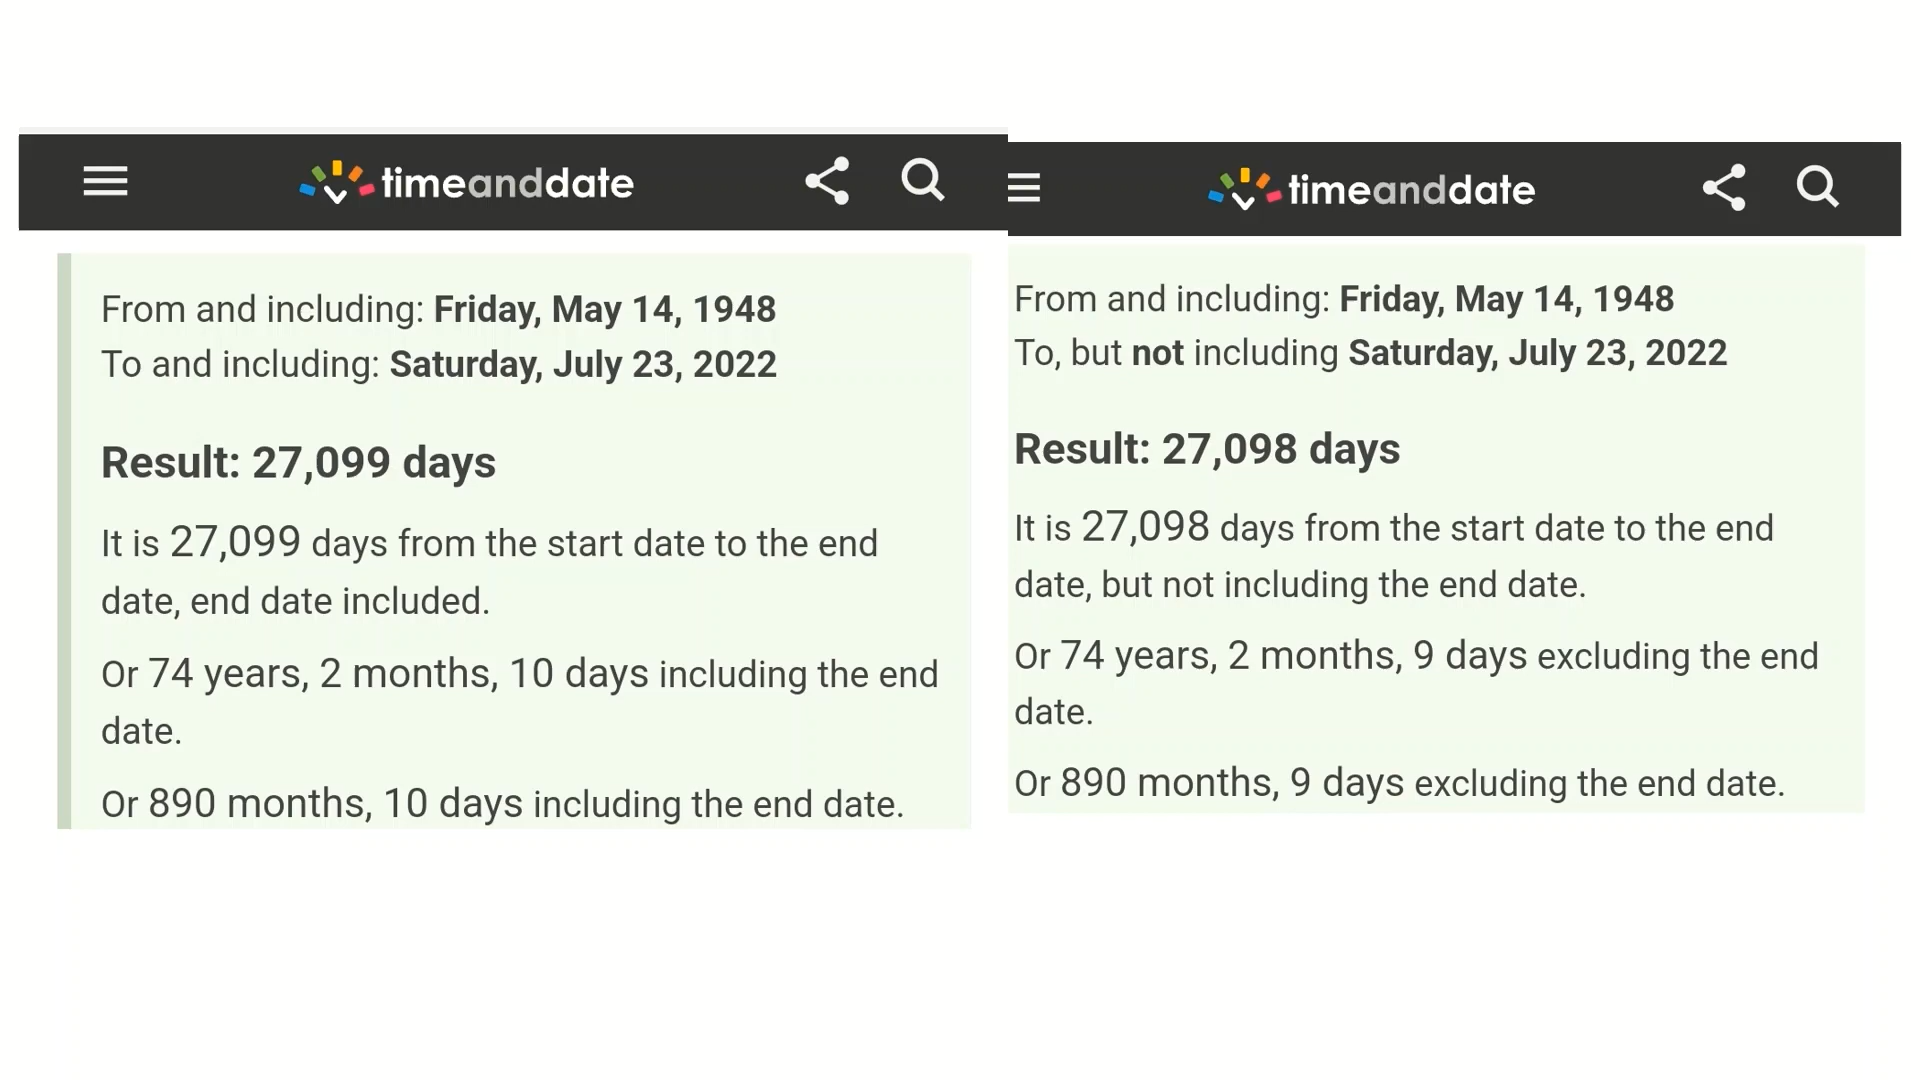 timeanddate
From and including: Friday, May 14, 1948
To and including: Saturday, July 23, 2022
Result: 27,099 days
It is 27,099 days from the start date to the end
date, end date included.
Or 74 years, 2 months, 10 days including the end
date.
Or 890 months, 10 days including the end date.
timeanddate
From and including: Friday, May 14, 1948
To, but not including Saturday, July 23, 2022
Result: 27,098 days
It is 27,098 days from the start date to the end
date, but not including the end date.
Or 74 years, 2 months, 9 days excluding the end
date.
Or 890 months, 9 days excluding the end date.